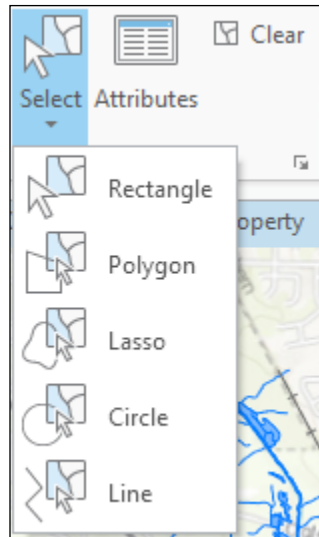 Clear
Select Attributes
Rectangle
operty
Polygon
Lasso
Circle
Line